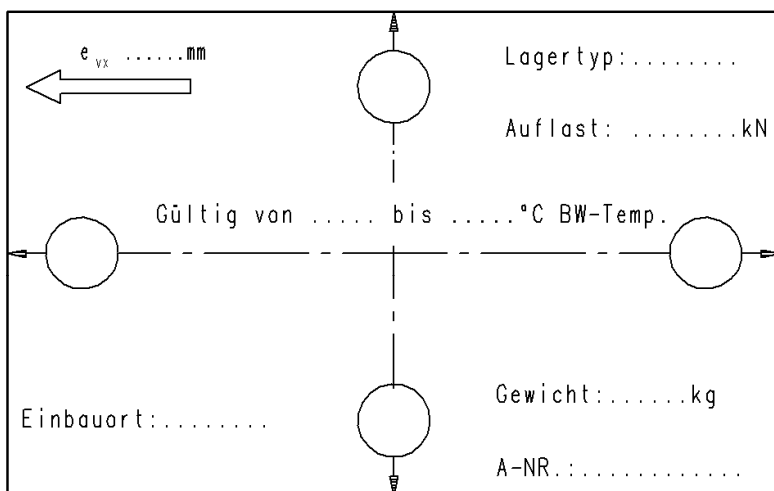 e vx ......mm
Lagertyp:........
Auflast: ........kN
Gültig von ..... bis .....°C BW-Temp.
Einbauort:........
Gewicht:......kg
A-NR.:............